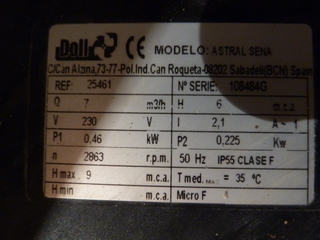 Doll CE MODELO: ASTRAL SENA
C/Can Alzina,73-77-Pol.Ind.Can Roqueta-08202 Sabadell(BCN) Spain
REF 25461 Nº SERIE: 108484G
Q 7 m3/h H 6 m.c.a
V 230 V I 2,1 A ~ 1
P1 0,46 kW P2 0,225 Kw
n 2863 r.p.m. 50 Hz IP55 CLASE F
H max 9 m.c.a. T med. MAX = 35 ºC
H min m.c.a. Micro F